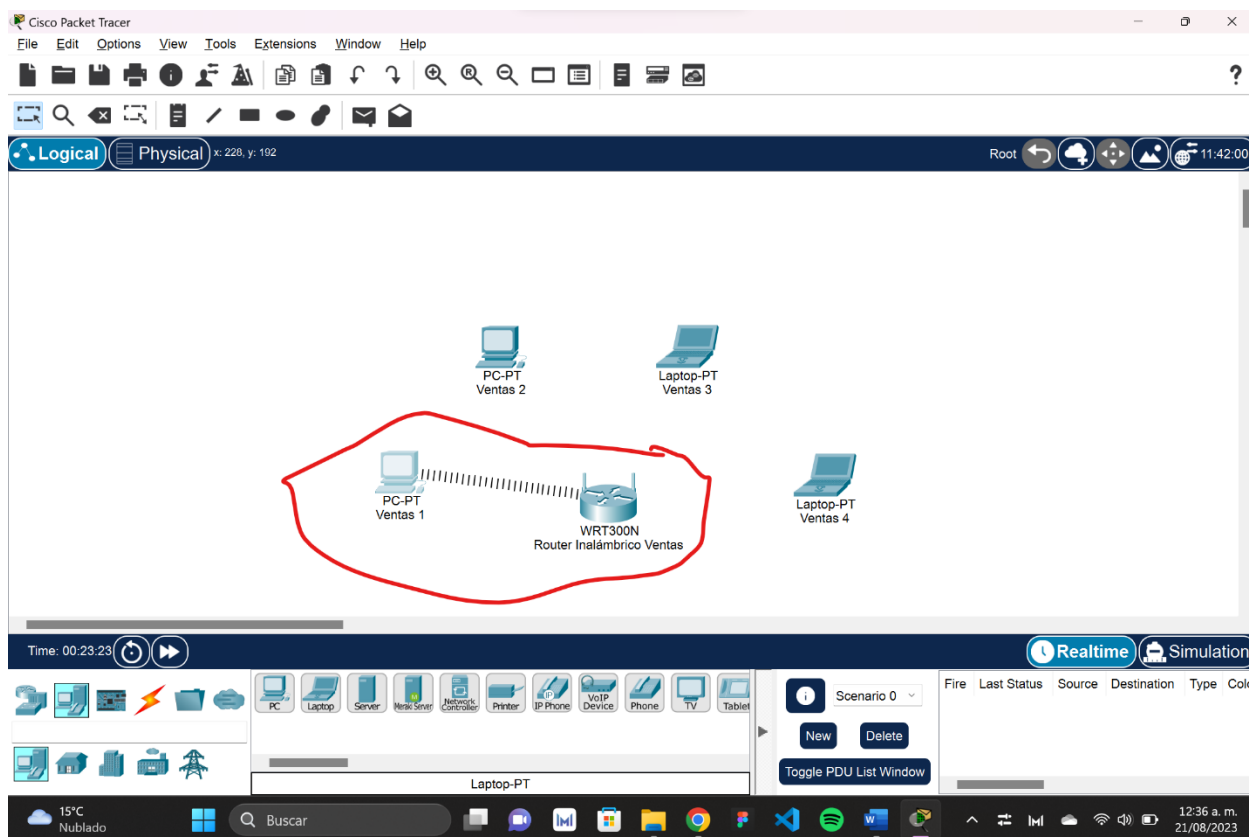 Cisco Packet Tracer
File Edit Options View Tools Extensions Window Help
?
Logical Physical x: 228, y: 192 Root 11:42:00
PC-PT
Ventas 2
Laptop-PT
Ventas 3
PC-PT
Ventas 1
WRT300N
Router Inalámbrico Ventas
Laptop-PT
Ventas 4
Time: 00:23:23 Realtime Simulation
PC Laptop Server Meraki Server Network Controller Printer IP Phone VoIP Device Phone TV Tablet
Scenario 0
New Delete
Toggle PDU List Window
Fire Last Status Source Destination Type Colo
Laptop-PT
15°C
Nublado
Buscar
12:36 a. m.
21/08/2023